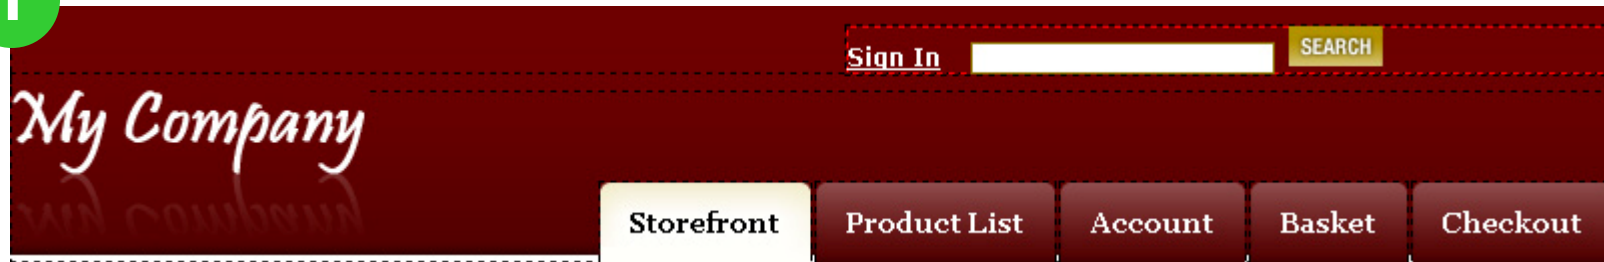 Sign In SEARCH
My Company
Storefront Product List Account Basket Checkout